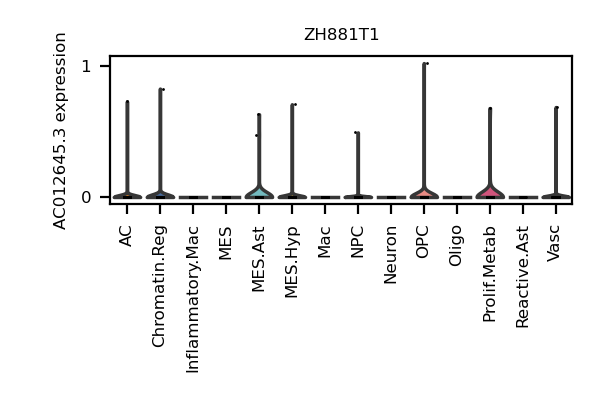 ZH881T1
AC012645.3 expression
1
0
AC
Chromatin.Reg
Inflammatory.Mac
MES
MES.Ast
MES.Hyp
Mac
NPC
Neuron
OPC
Oligo
Prolif.Metab
Reactive.Ast
Vasc